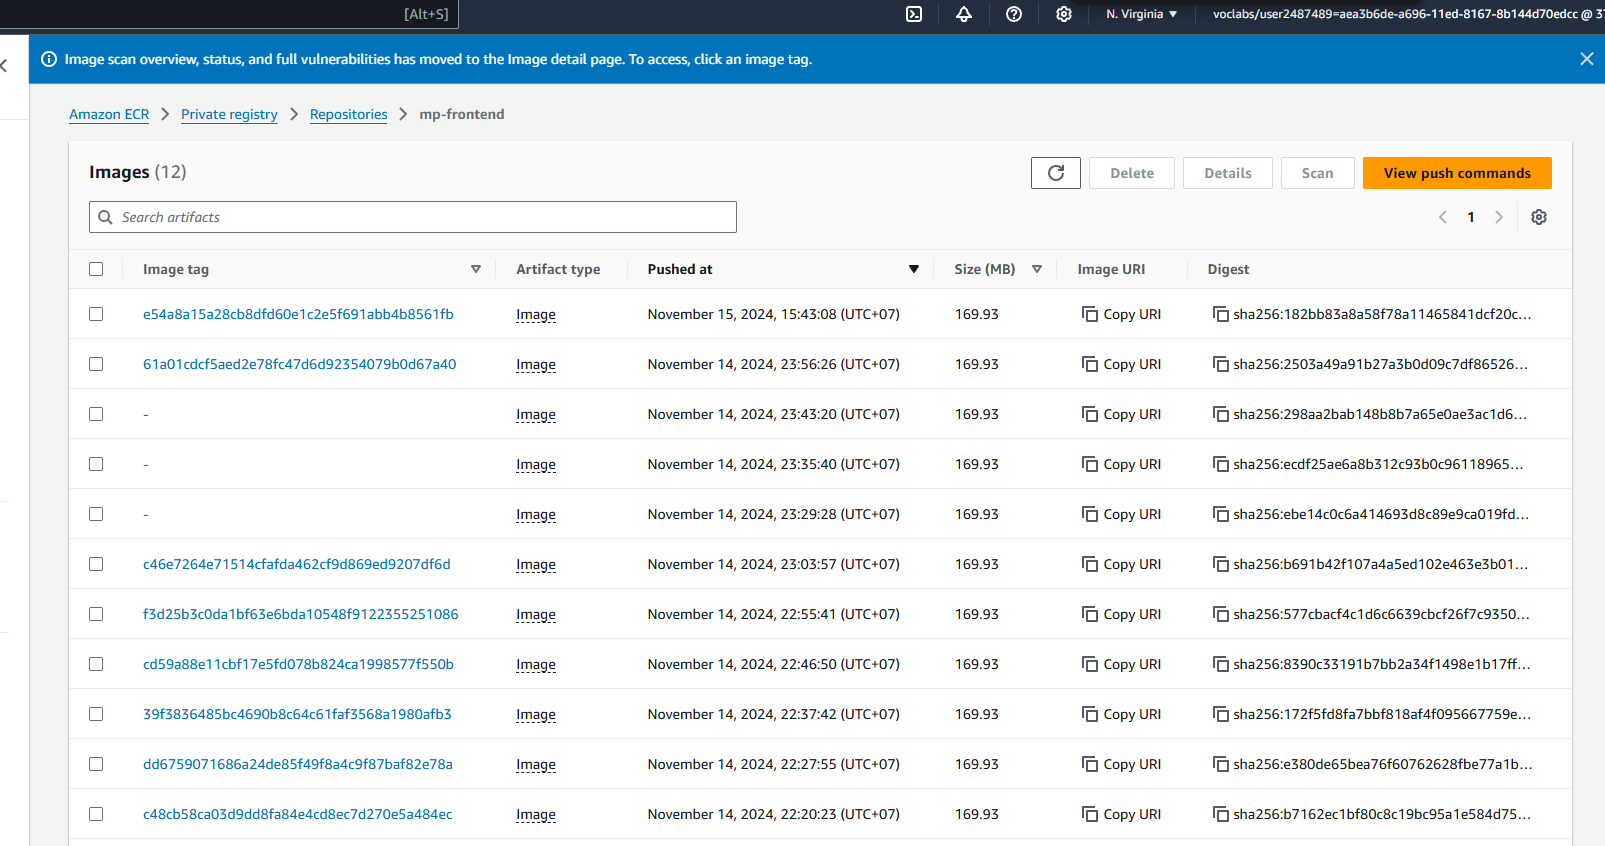 [Alt+S]
N. Virginia
voclabs/user2487489=aea3b6de-a696-11ed-8167-8b144d70edcc @ 37
Image scan overview, status, and full vulnerabilities has moved to the Image detail page. To access, click an image tag.
Amazon ECR > Private registry > Repositories > mp-frontend
Images (12)
Delete
Details
Scan
View push commands
Search artifacts
1
Image tag Artifact type Pushed at Size (MB) Image URI Digest
e54a8a15a28cb8dfd60e1c2e5f691abb4b8561fb Image November 15, 2024, 15:43:08 (UTC+07) 169.93 Copy URI sha256:182bb83a8a58f78a11465841dcf20c...
61a01cdcf5aed2e78fc47d6d92354079b0d67a40 Image November 14, 2024, 23:56:26 (UTC+07) 169.93 Copy URI sha256:2503a49a91b27a3b0d09c7df86526...
- Image November 14, 2024, 23:43:20 (UTC+07) 169.93 Copy URI sha256:298aa2bab148b8b7a65e0ae3ac1d6...
- Image November 14, 2024, 23:35:40 (UTC+07) 169.93 Copy URI sha256:ecdf25ae6a8b312c93b0c96118965...
- Image November 14, 2024, 23:29:28 (UTC+07) 169.93 Copy URI sha256:ebe14c0c6a414693d8c89e9ca019fd...
c46e7264e71514cfafda462cf9d869ed9207df6d Image November 14, 2024, 23:03:57 (UTC+07) 169.93 Copy URI sha256:b691b42f107a4a5ed102e463e3b01...
f3d25b3c0da1bf63e6bda10548f9122355251086 Image November 14, 2024, 22:55:41 (UTC+07) 169.93 Copy URI sha256:577cbacf4c1d6c6639cbcf26f7c9350...
cd59a88e11cbf17e5fd078b824ca1998577f550b Image November 14, 2024, 22:46:50 (UTC+07) 169.93 Copy URI sha256:8390c33191b7bb2a34f1498e1b17ff...
39f3836485bc4690b8c64c61faf3568a1980afb3 Image November 14, 2024, 22:37:42 (UTC+07) 169.93 Copy URI sha256:172f5fd8fa7bbf818af4f095667759e...
dd6759071686a24de85f49f8a4c9f87baf82e78a Image November 14, 2024, 22:27:55 (UTC+07) 169.93 Copy URI sha256:e380de65bea76f60762628fbe77a1b...
c48cb58ca03d9dd8fa84e4cd8ec7d270e5a484ec Image November 14, 2024, 22:20:23 (UTC+07) 169.93 Copy URI sha256:b7162ec1bf80c8c19bc95a1e584d75...